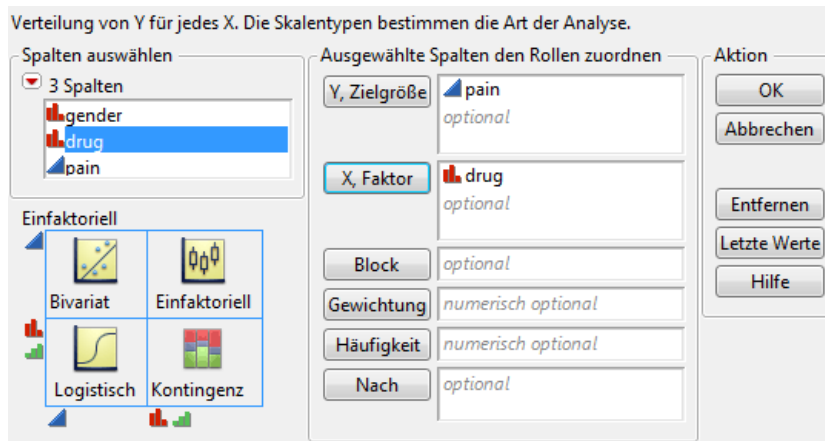 Verteilung von Y für jedes X. Die Skalentypen bestimmen die Art der Analyse.
Spalten auswählen
3 Spalten
gender
drug
pain
Einfaktoriell
Bivariat
Einfaktoriell
Logistisch
Kontingenz
Ausgewählte Spalten den Rollen zuordnen
Y, Zielgröße
pain
optional
X, Faktor
drug
optional
Block
optional
Gewichtung
numerisch optional
Häufigkeit
numerisch optional
Nach
optional
Aktion
OK
Abbrechen
Entfernen
Letzte Werte
Hilfe